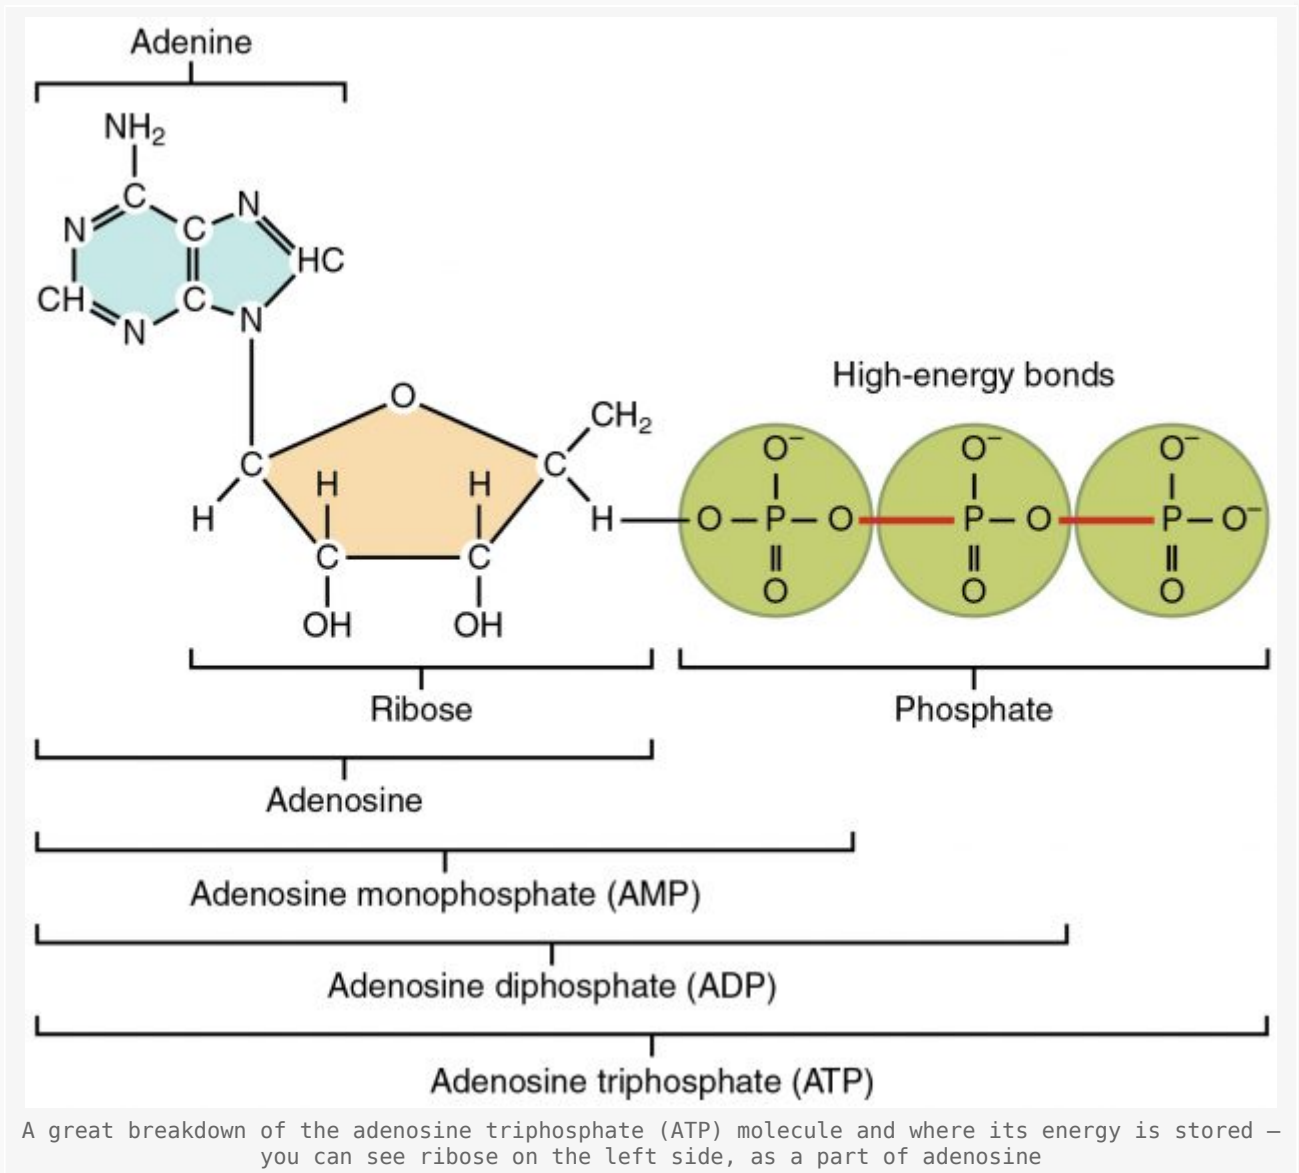 Adenine
NH2
C
N
N
C
HC
CH
C
N
N
High-energy bonds
O
CH2
C
C
H
H
H
H
C
C
OH
OH
O⁻
O⁻
O⁻
O
P
O
P
O
P
O⁻
O
O
O
Ribose
Phosphate
Adenosine
Adenosine monophosphate (AMP)
Adenosine diphosphate (ADP)
Adenosine triphosphate (ATP)
A great breakdown of the adenosine triphosphate (ATP) molecule and where its energy is stored –
you can see ribose on the left side, as a part of adenosine